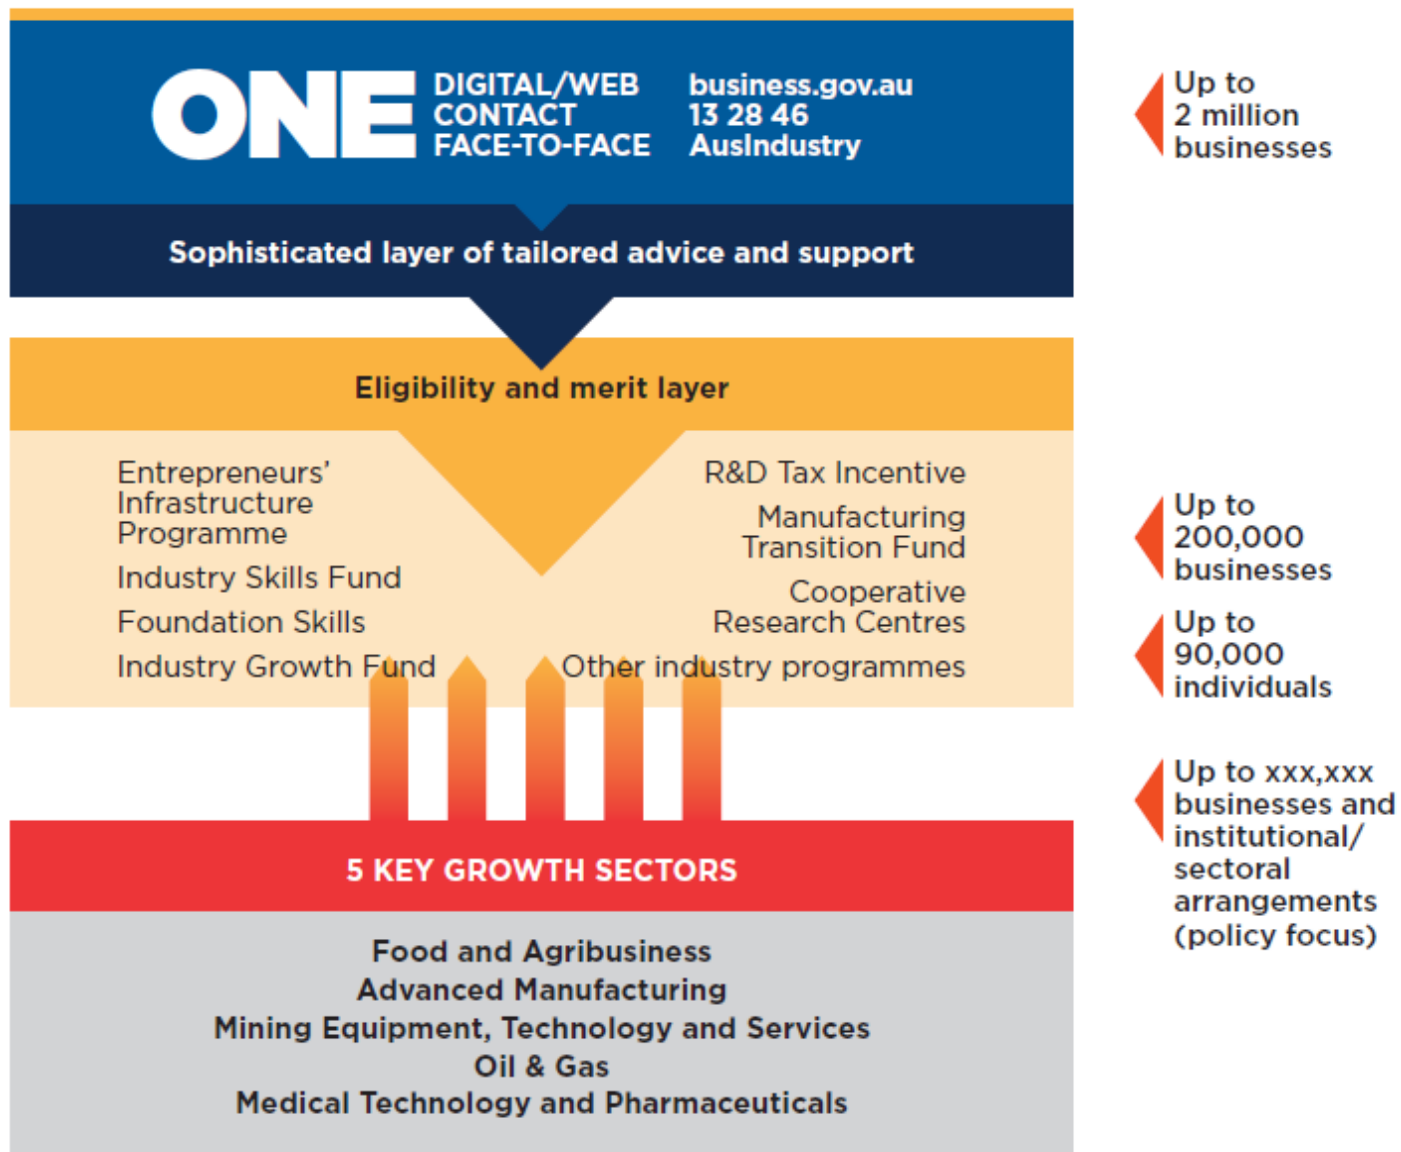 ONE
DIGITAL/WEB
CONTACT
FACE-TO-FACE
business.gov.au
13 28 46
AusIndustry
Up to
2 million
businesses
Sophisticated layer of tailored advice and support
Eligibility and merit layer
Entrepreneurs’
Infrastructure
Programme
Industry Skills Fund
Foundation Skills
Industry Growth Fund
R&D Tax Incentive
Manufacturing
Transition Fund
Cooperative
Research Centres
Other industry programmes
Up to
200,000
businesses
Up to
90,000
individuals
Up to xxx,xxx
businesses and
institutional/
sectoral
arrangements
(policy focus)
5 KEY GROWTH SECTORS
Food and Agribusiness
Advanced Manufacturing
Mining Equipment, Technology and Services
Oil & Gas
Medical Technology and Pharmaceuticals